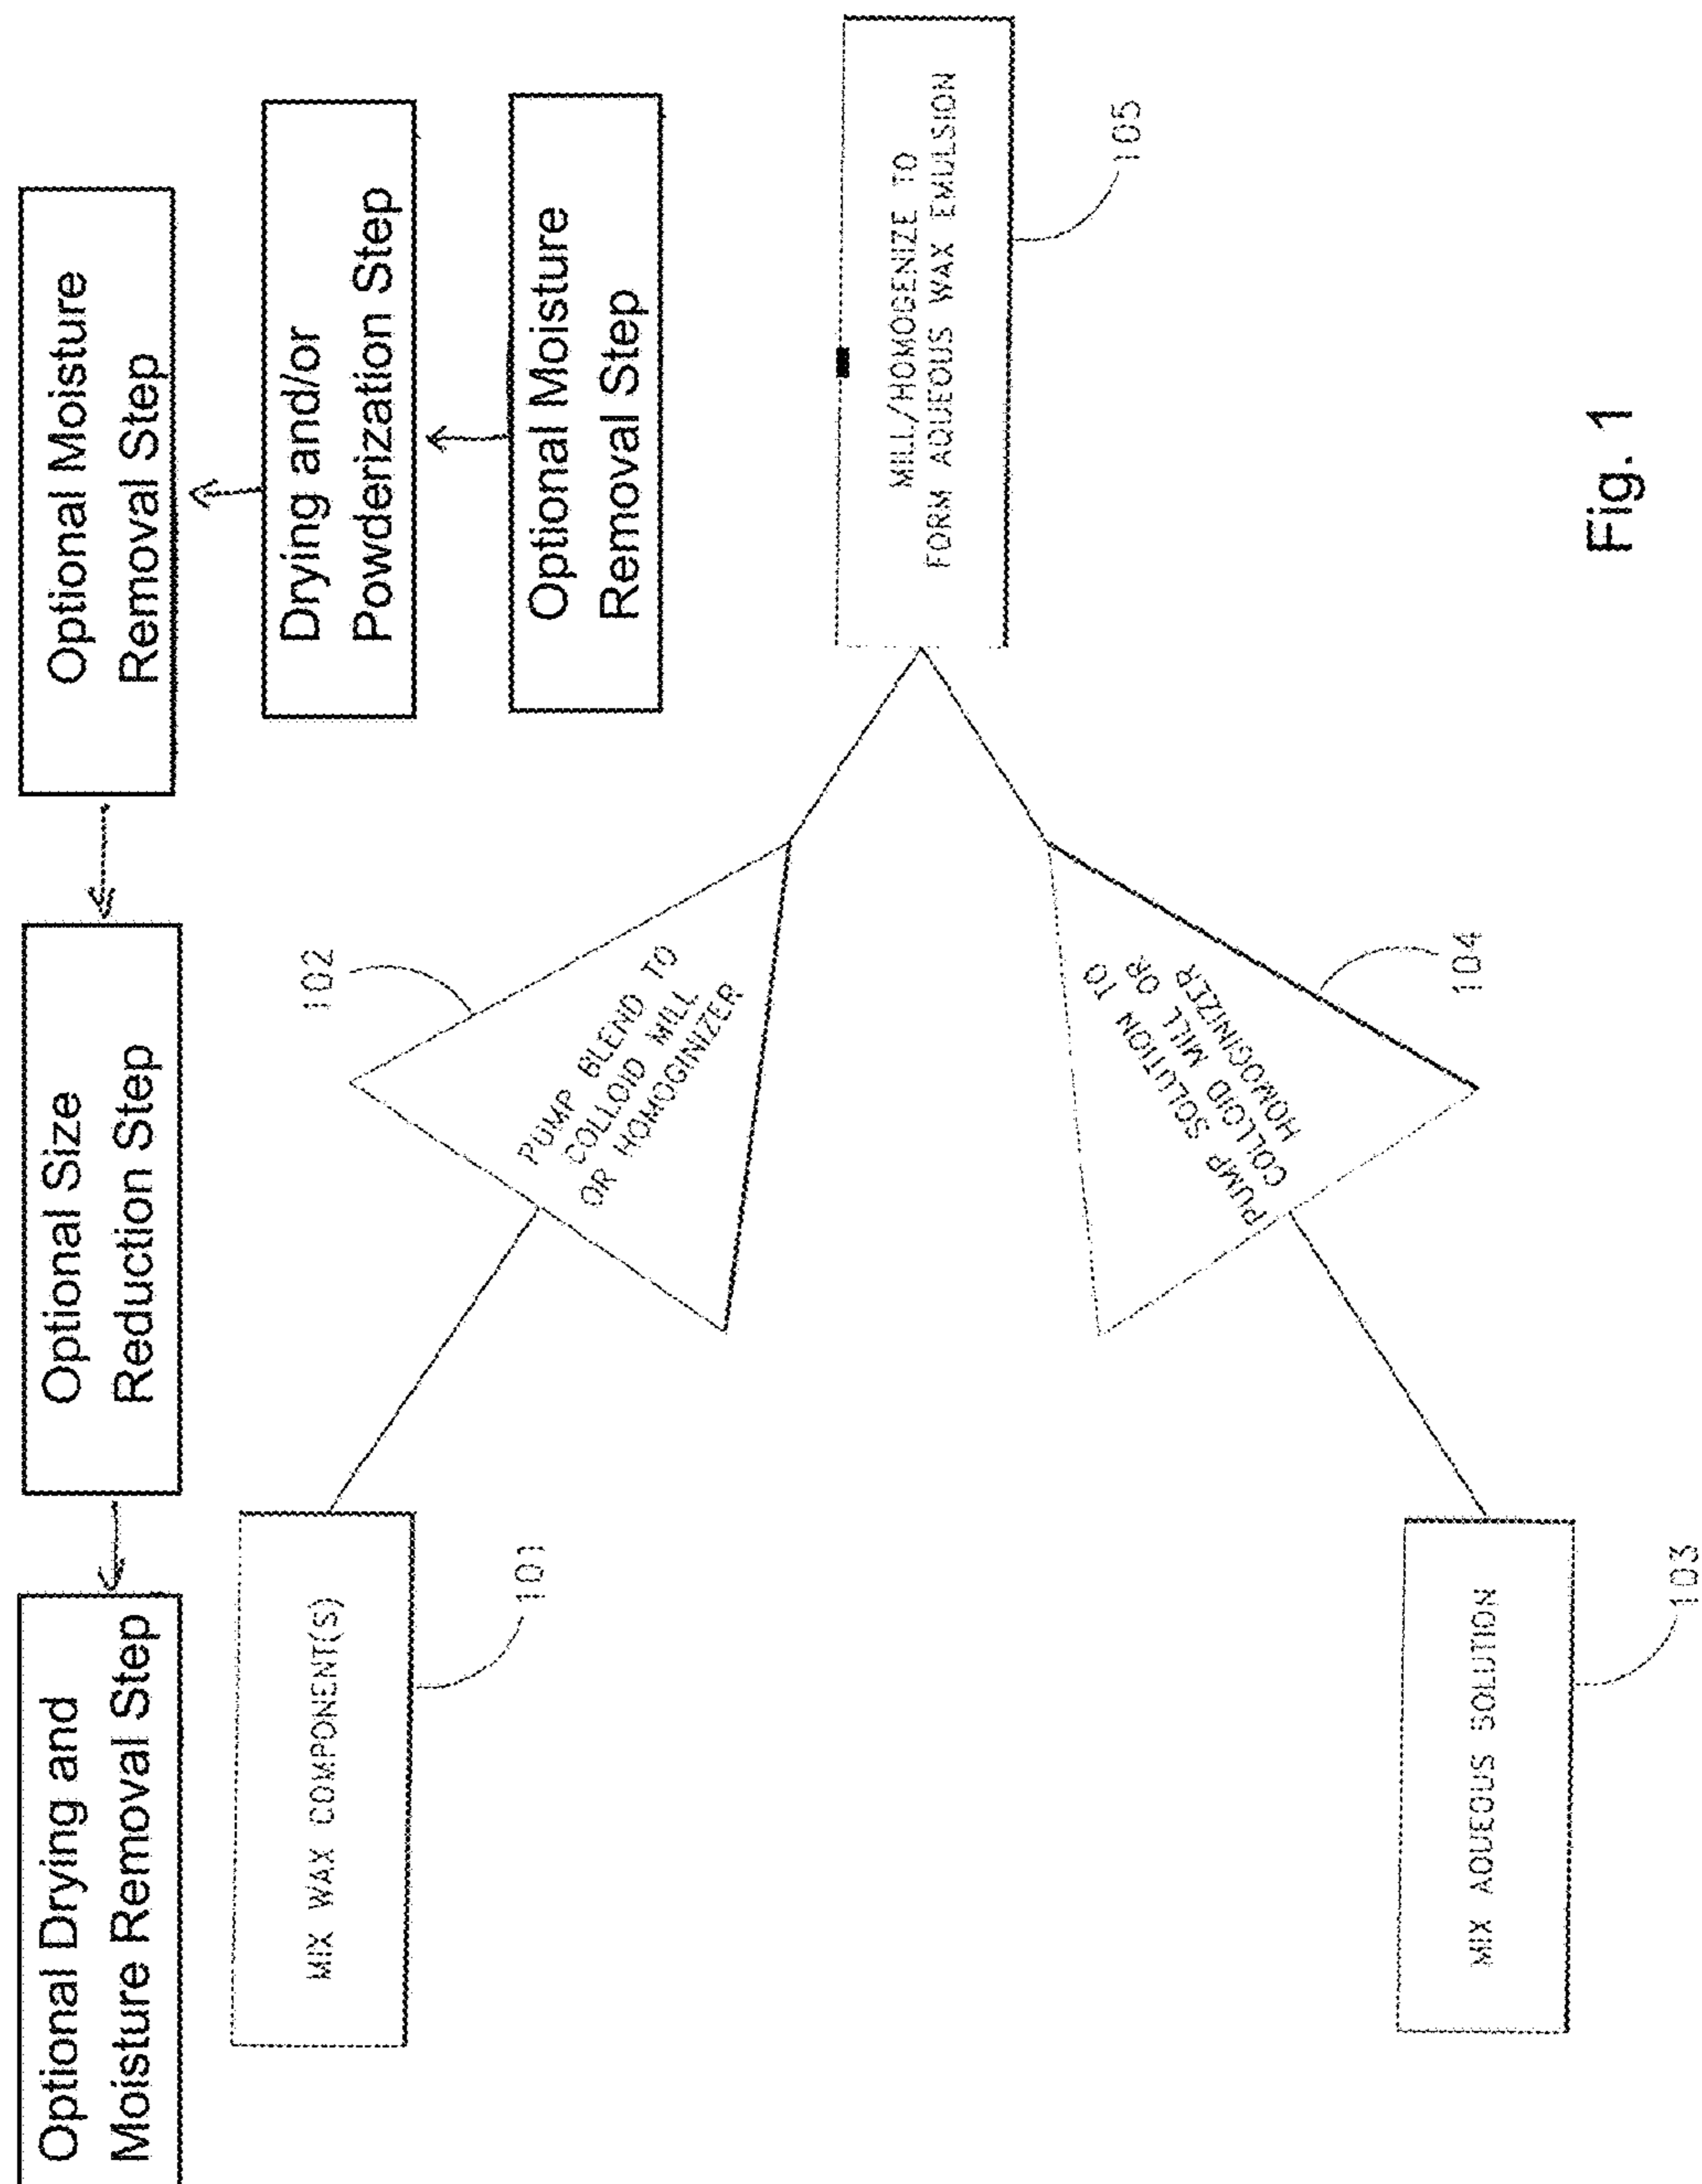 Optional Drying and
Moisture Removal Step
Optional Size
Reduction Step
Optional Moisture
Removal Step
Drying and/or
Powderization Step
Optional Moisture
Removal Step
MIX WAX COMPONENT(S)
101
102
PUMP BLEND TO
COLLOID MILL
OR HOMOGINIZER
MILL/HOMOGENIZE TO
FORM AQUEOUS WAX EMULSION
105
PUMP SOLUTION TO
COLLOID MILL OR
HOMOGINIZER
104
MIX AQUEOUS SOLUTION
103
Fig. 1